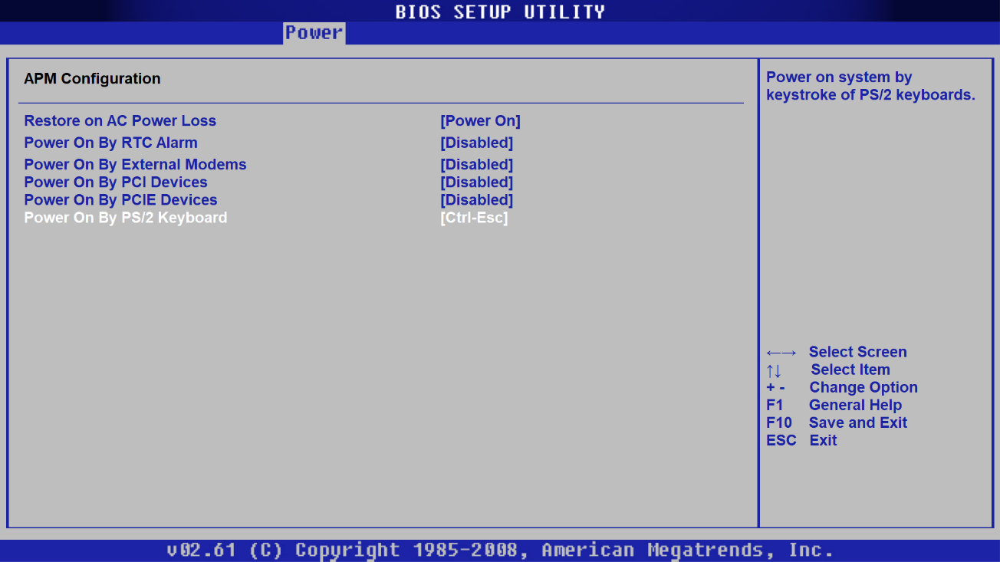 BIOS SETUP UTILITY
Power
APM Configuration
Restore on AC Power Loss [Power On]
Power On By RTC Alarm [Disabled]
Power On By External Modems [Disabled]
Power On By PCI Devices [Disabled]
Power On By PCIE Devices [Disabled]
Power On By PS/2 Keyboard [Ctrl-Esc]
Power on system by
keystroke of PS/2 keyboards.
←→ Select Screen
↑↓ Select Item
+ - Change Option
F1 General Help
F10 Save and Exit
ESC Exit
v02.61 (C) Copyright 1985-2008, American Megatrends, Inc.